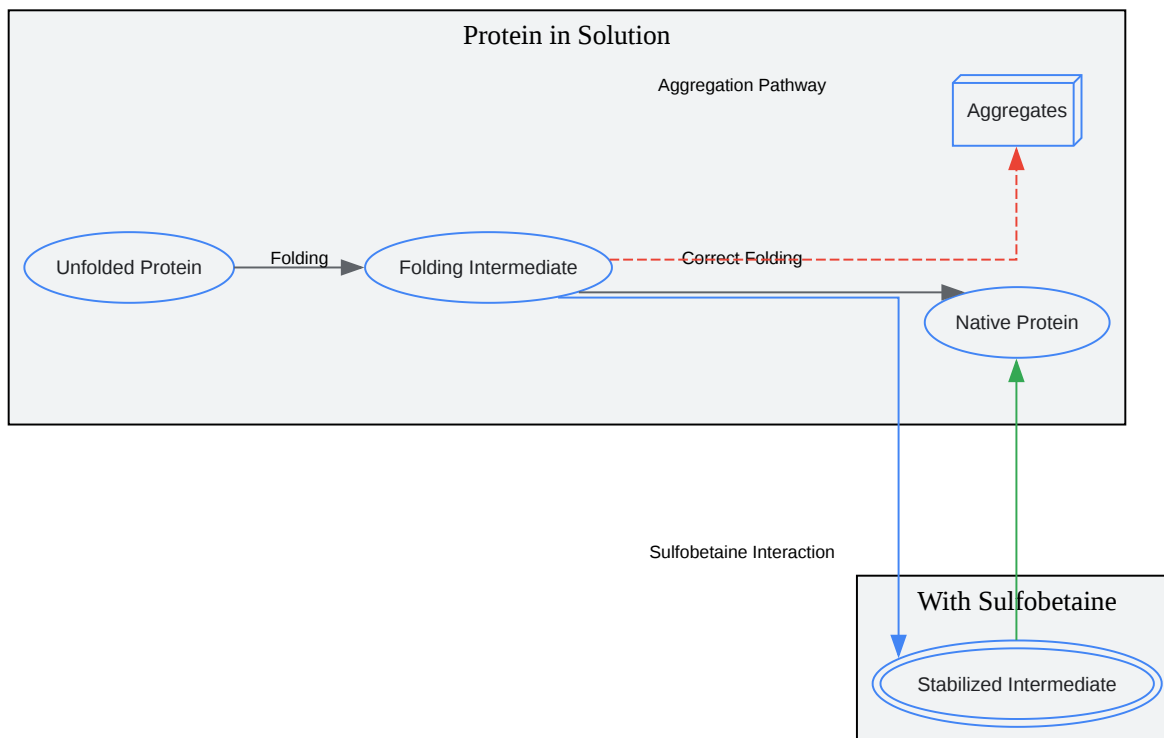 Protein in Solution
Aggregation Pathway
Aggregates
Unfolded Protein
Folding
Folding Intermediate
Correct Folding
Native Protein
Sulfobetaine Interaction
With Sulfobetaine
Stabilized Intermediate